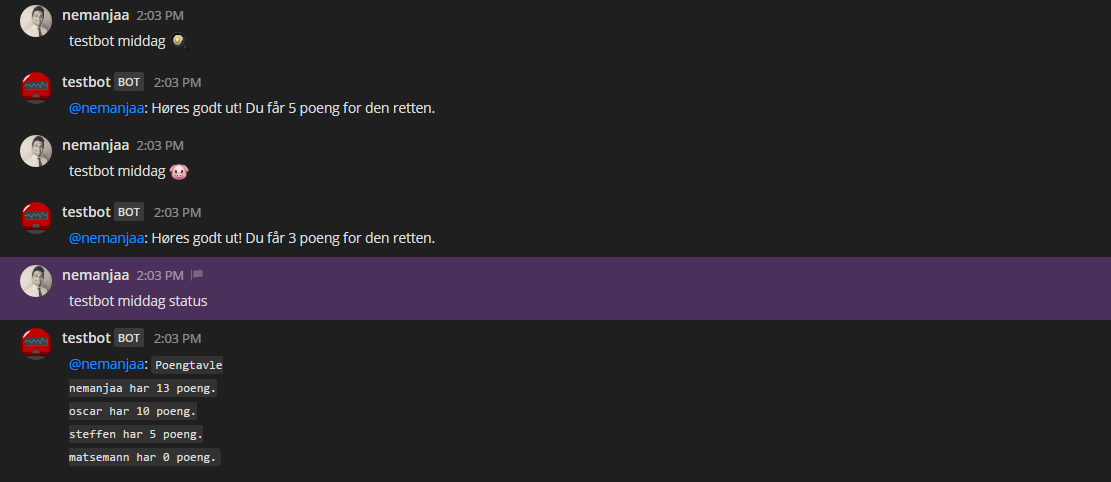 nemanjaa 2:03 PM
testbot middag 🍳
testbot BOT 2:03 PM
@nemanjaa: Høres godt ut! Du får 5 poeng for den retten.
nemanjaa 2:03 PM
testbot middag 🐷
testbot BOT 2:03 PM
@nemanjaa: Høres godt ut! Du får 3 poeng for den retten.
nemanjaa 2:03 PM
testbot middag status
testbot BOT 2:03 PM
@nemanjaa: Poengtavle
nemanjaa har 13 poeng.
oscar har 10 poeng.
steffen har 5 poeng.
matsemann har 0 poeng.